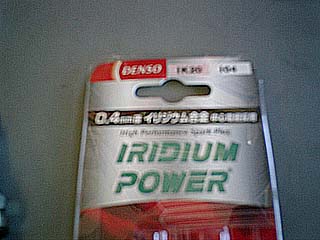 DENSO IK20 IS4
0.4mm径 イリジウム合金
High Performance Spark Plug
IRIDIUM
POWER